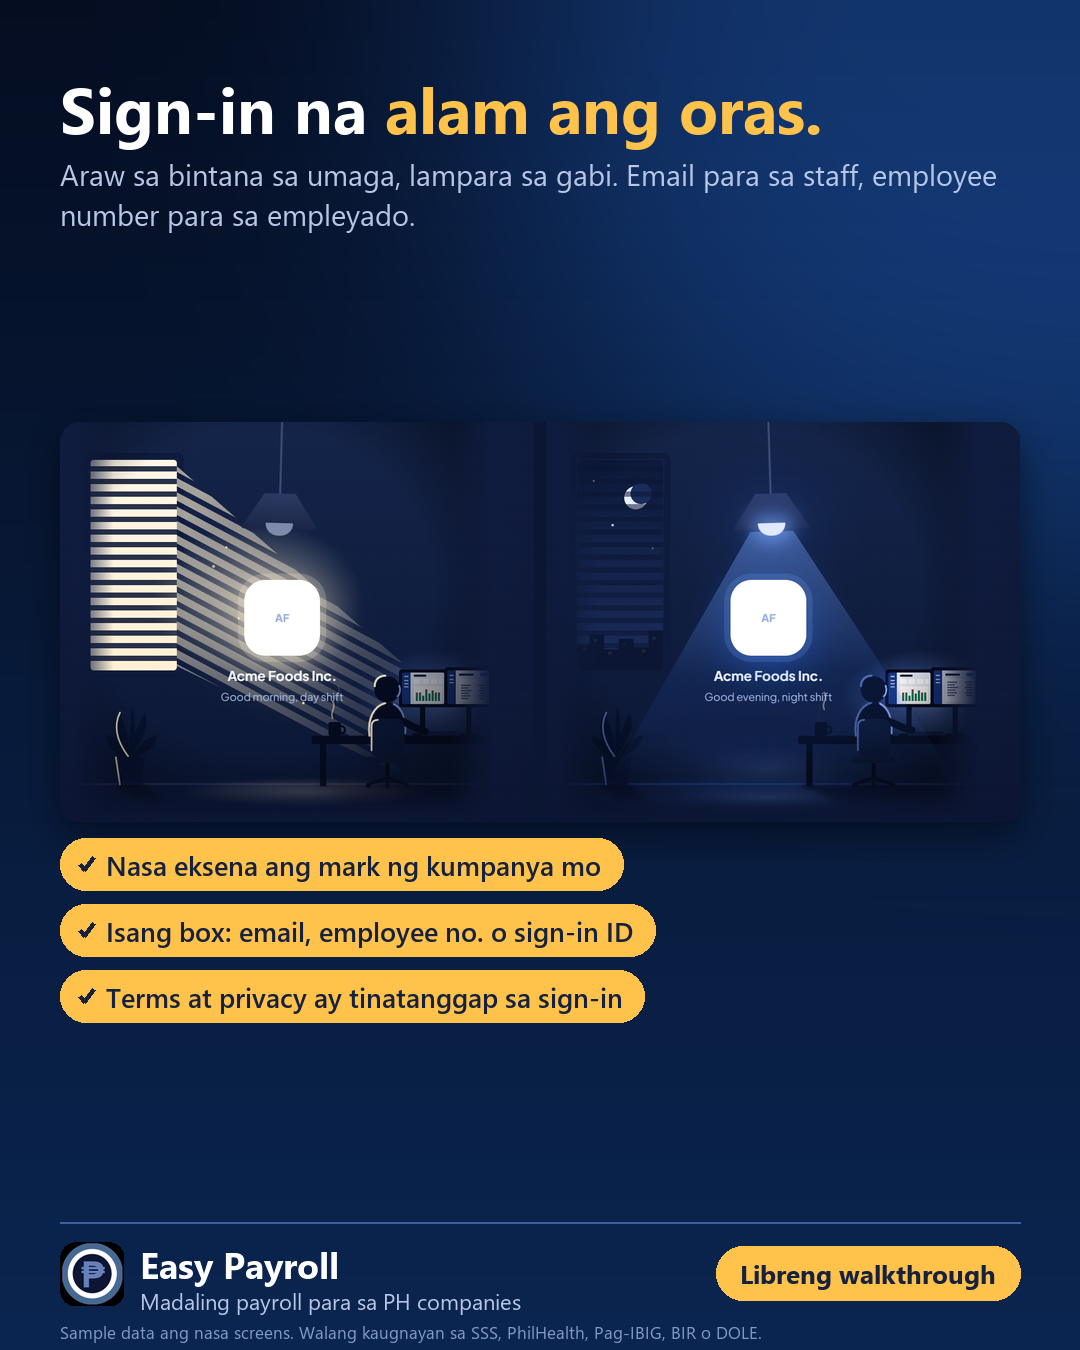 Sign-in na alam ang oras.
Araw sa bintana sa umaga, lampara sa gabi. Email para sa staff, employee
number para sa empleyado.
AF
Acme Foods Inc.
Good morning, day shift
AF
Acme Foods Inc.
Good evening, night shift
Nasa eksena ang mark ng kumpanya mo
Isang box: email, employee no. o sign-in ID
Terms at privacy ay tinatanggap sa sign-in
Easy Payroll
Madaling payroll para sa PH companies
Libreng walkthrough
Sample data ang nasa screens. Walang kaugnayan sa SSS, PhilHealth, Pag-IBIG, BIR o DOLE.